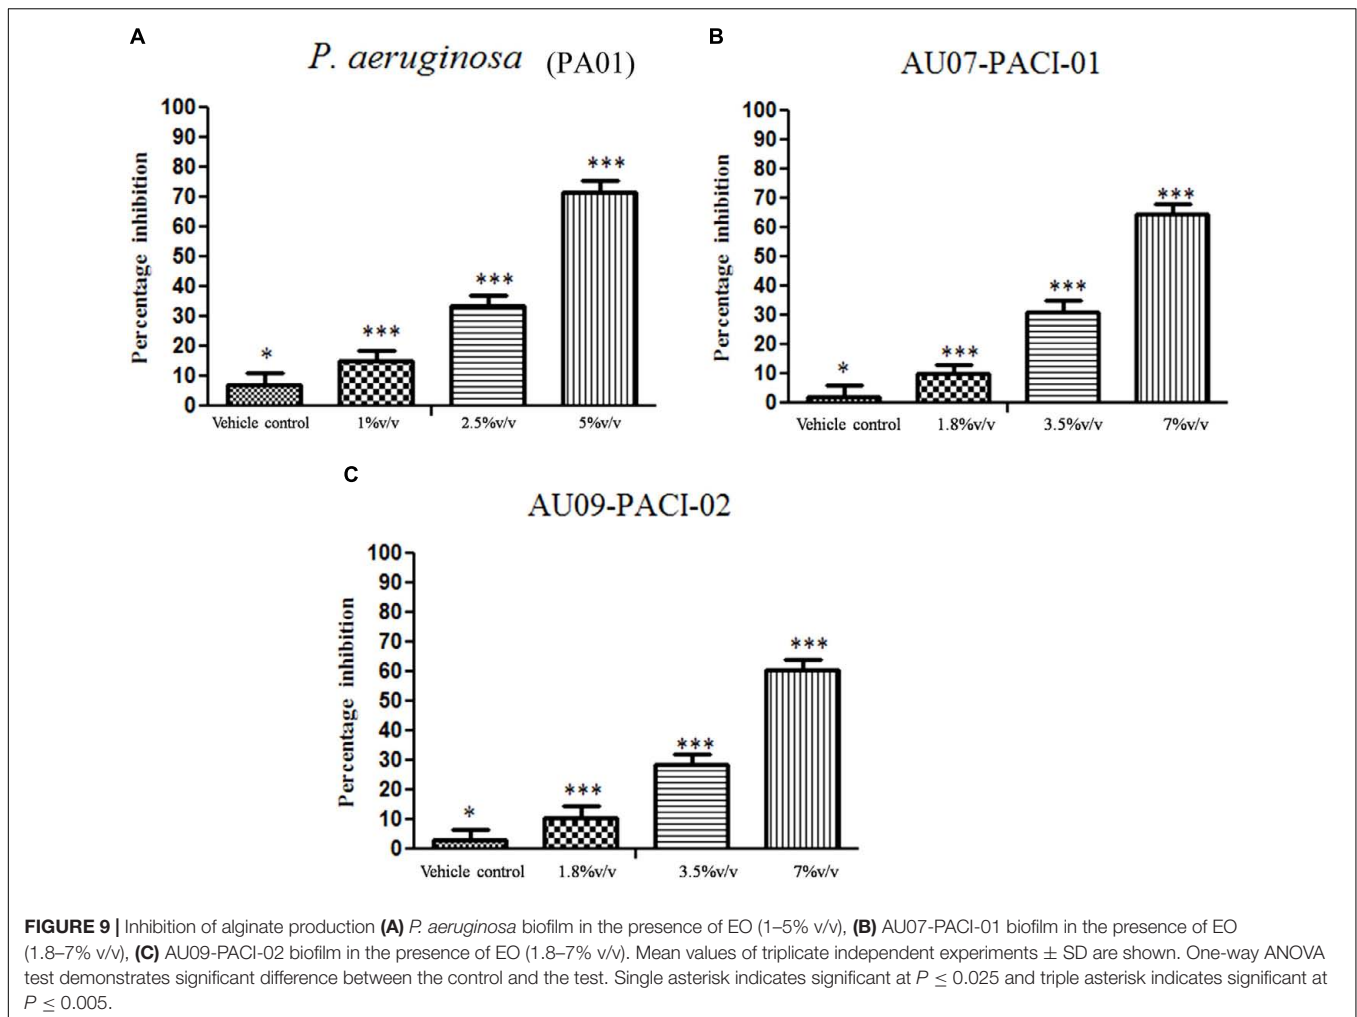 A
P. aeruginosa (PA01)
Percentage inhibition
100
90
80
70
60
50
40
30
20
10
0
*
***
***
***
Vehicle control
1%v/v
2.5%v/v
5%v/v
B
AU07-PACI-01
Percentage inhibition
100
90
80
70
60
50
40
30
20
10
0
*
***
***
***
Vehicle control
1.8%v/v
3.5%v/v
7%v/v
C
AU09-PACI-02
Percentage inhibition
100
90
80
70
60
50
40
30
20
10
0
*
***
***
***
Vehicle control
1.8%v/v
3.5%v/v
7%v/v
FIGURE 9 | Inhibition of alginate production (A) P. aeruginosa biofilm in the presence of EO (1–5% v/v), (B) AU07-PACI-01 biofilm in the presence of EO
(1.8–7% v/v), (C) AU09-PACI-02 biofilm in the presence of EO (1.8–7% v/v). Mean values of triplicate independent experiments ± SD are shown. One-way ANOVA
test demonstrates significant difference between the control and the test. Single asterisk indicates significant at P ≤ 0.025 and triple asterisk indicates significant at
P ≤ 0.005.